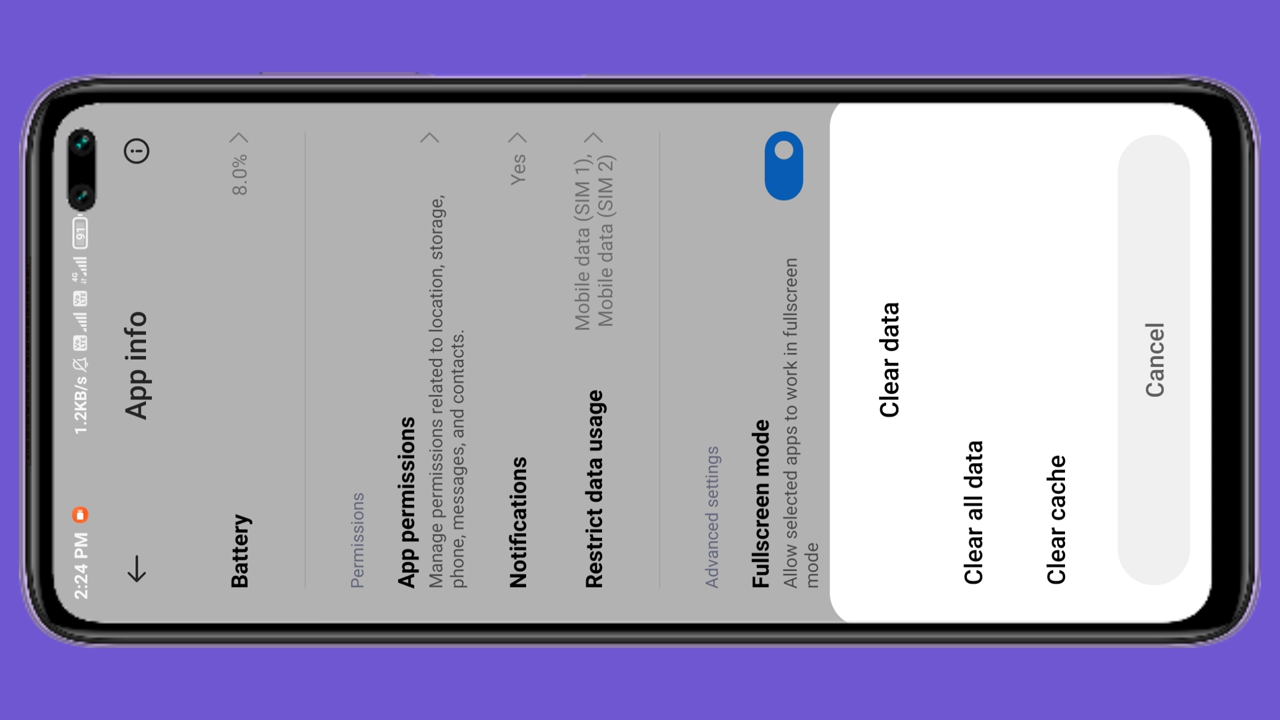 2:24 PM 1.2KB/s 4G 91
App info
Battery 8.0%
Permissions
App permissions
Manage permissions related to location, storage,
phone, messages, and contacts.
Notifications Yes
Restrict data usage Mobile data (SIM 1),
Mobile data (SIM 2)
Advanced settings
Fullscreen mode
Allow selected apps to work in fullscreen
mode
Clear data
Clear all data
Clear cache
Cancel